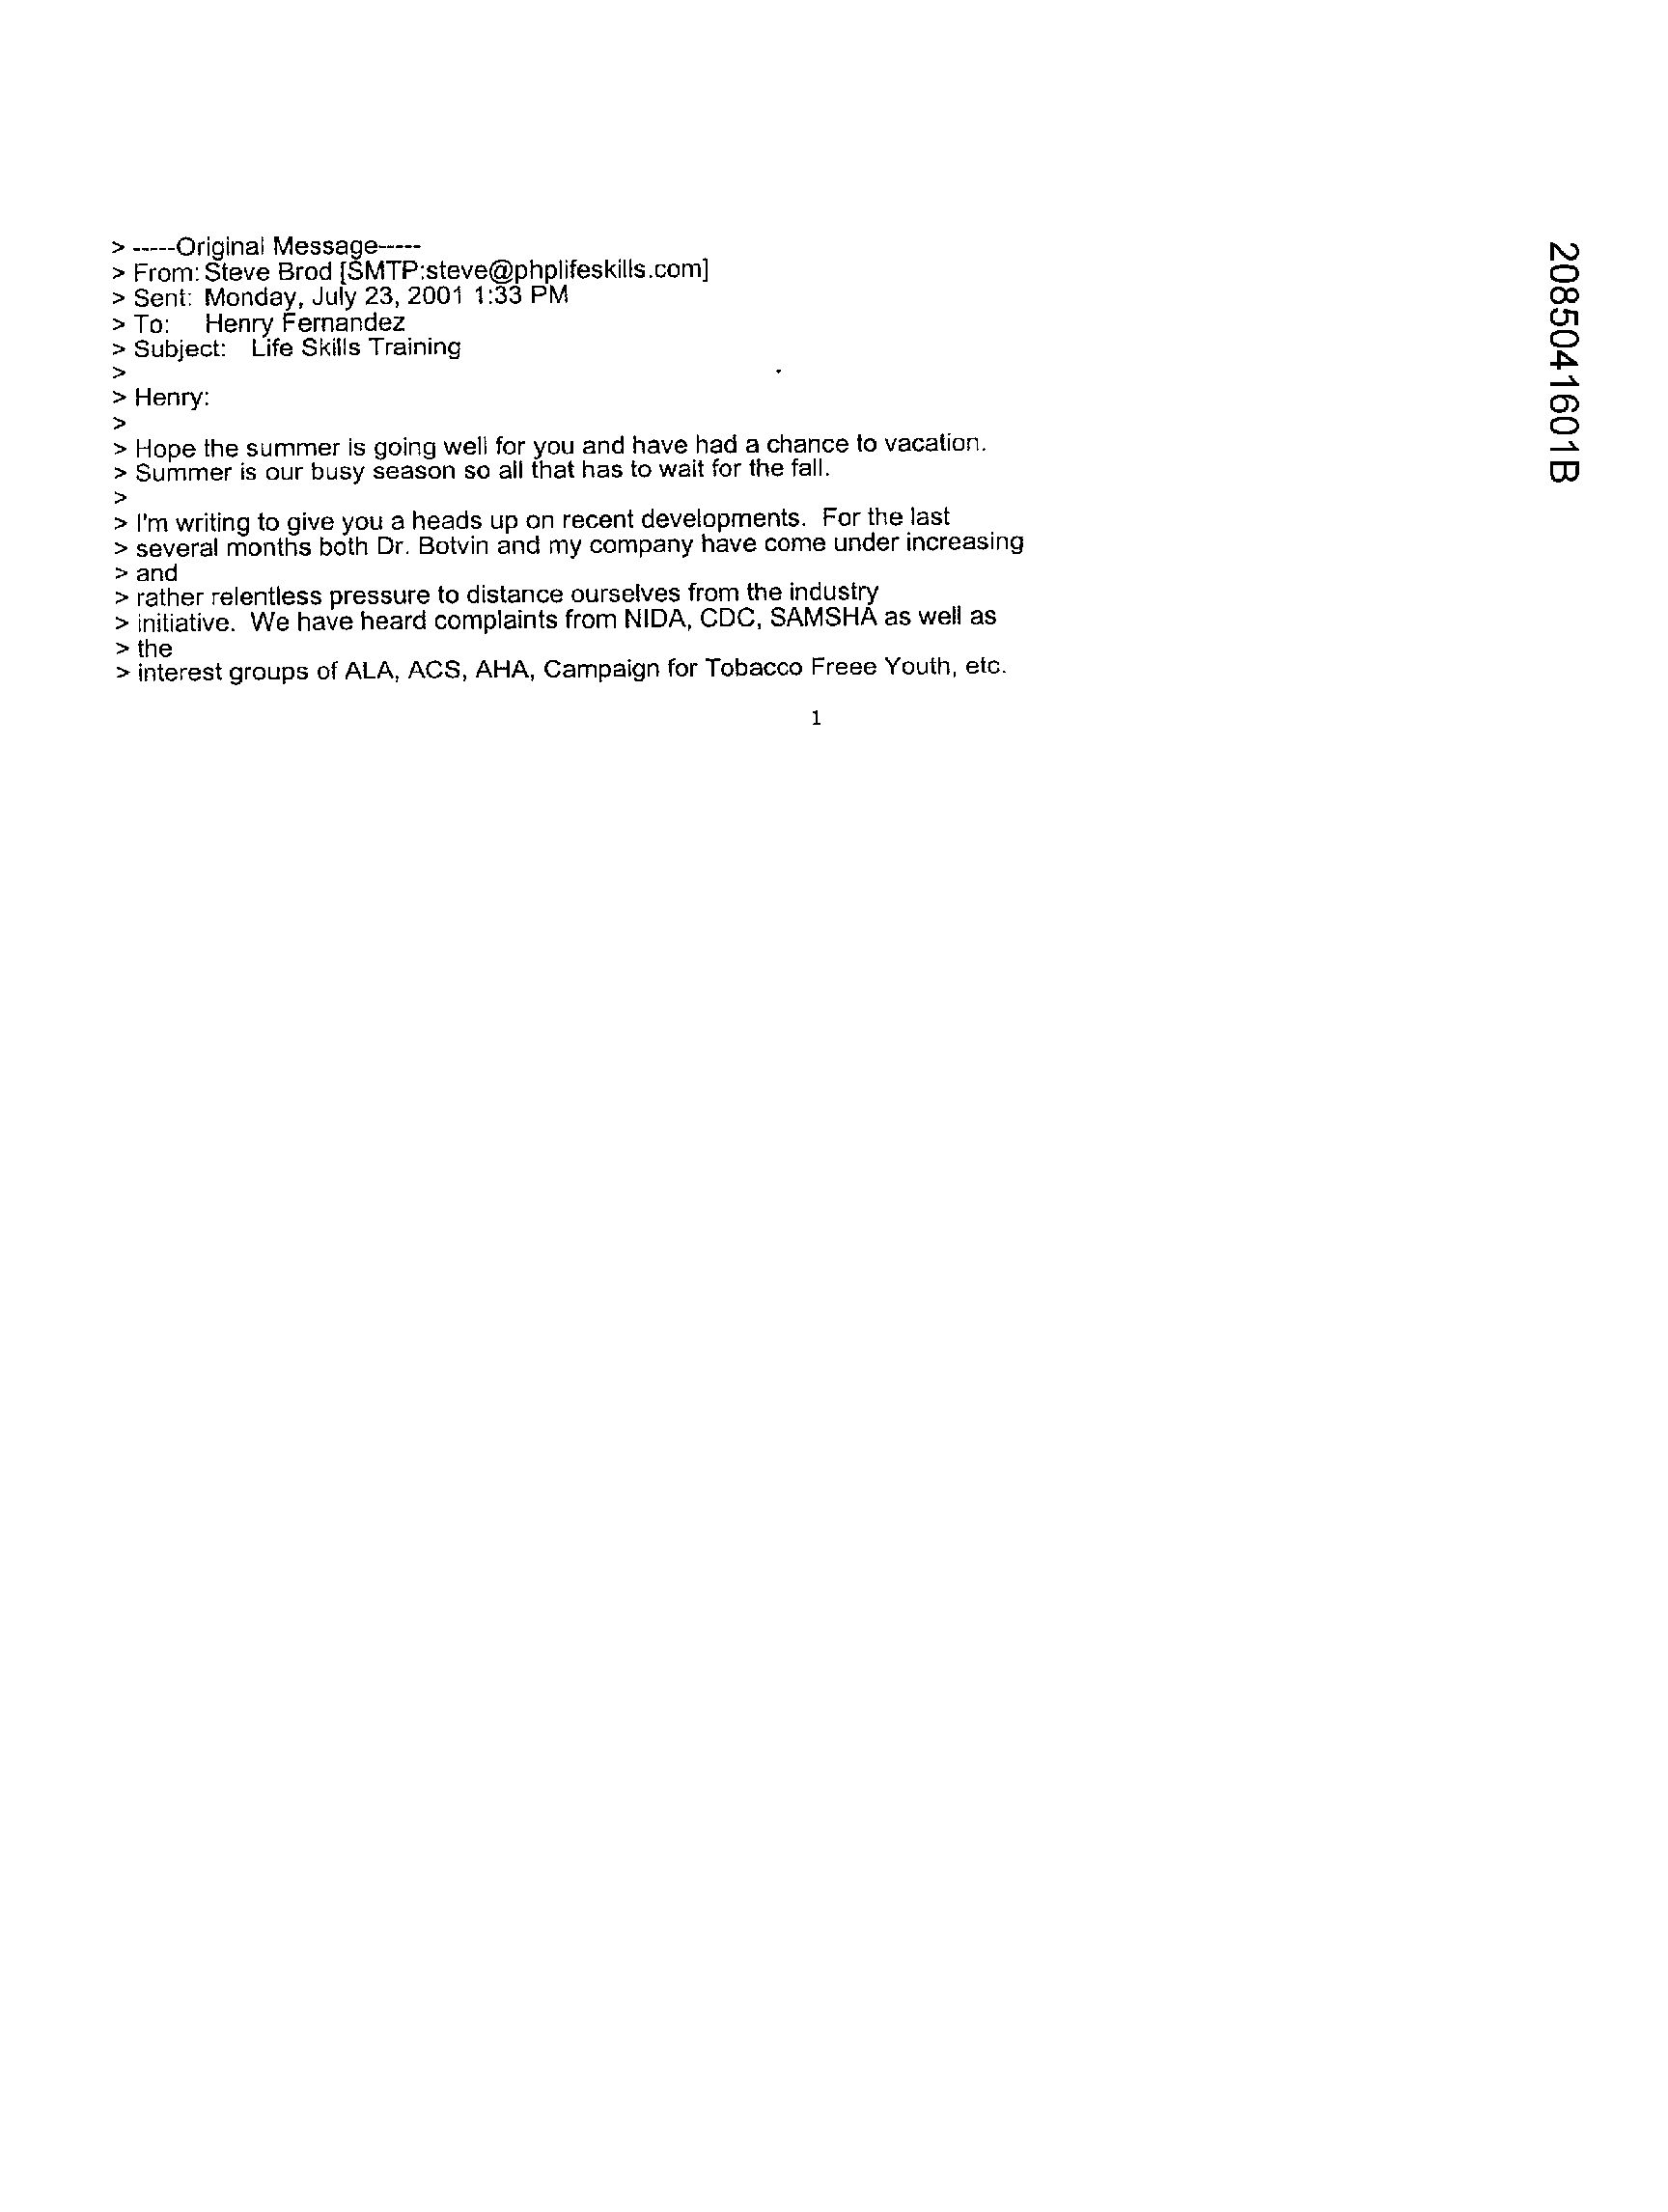 > -----Original Message-----
> From: Steve Brod [SMTP:steve@phplifeskills.com]
> Sent: Monday, July 23, 2001 1:33 PM
> To: Henry Fernandez
> Subject: Life Skills Training
>
> Henry:
>
> Hope the summer is going well for you and have had a chance to vacation.
> Summer is our busy season so all that has to wait for the fall.
>
> I'm writing to give you a heads up on recent developments. For the last
> several months both Dr. Botvin and my company have come under increasing
> and
> rather relentless pressure to distance ourselves from the industry
> initiative. We have heard complaints from NIDA, CDC, SAMSHA as well as
> the
> interest groups of ALA, ACS, AHA, Campaign for Tobacco Freee Youth, etc.
1
2085041601B